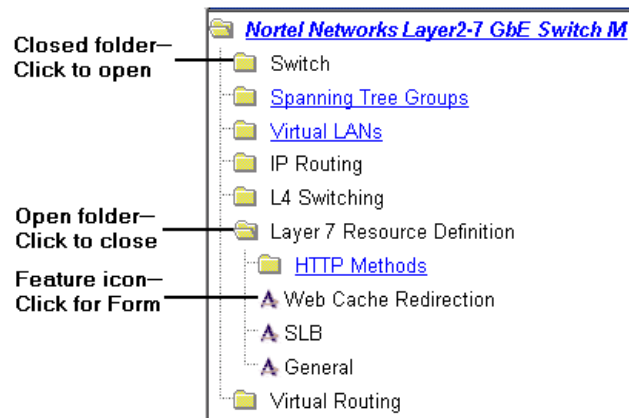 Nortel Networks Layer2-7 GbE Switch M
Closed folder–
Click to open
Switch
Spanning Tree Groups
Virtual LANs
IP Routing
L4 Switching
Open folder–
Click to close
Layer 7 Resource Definition
HTTP Methods
Feature icon–
Click for Form
Web Cache Redirection
SLB
General
Virtual Routing